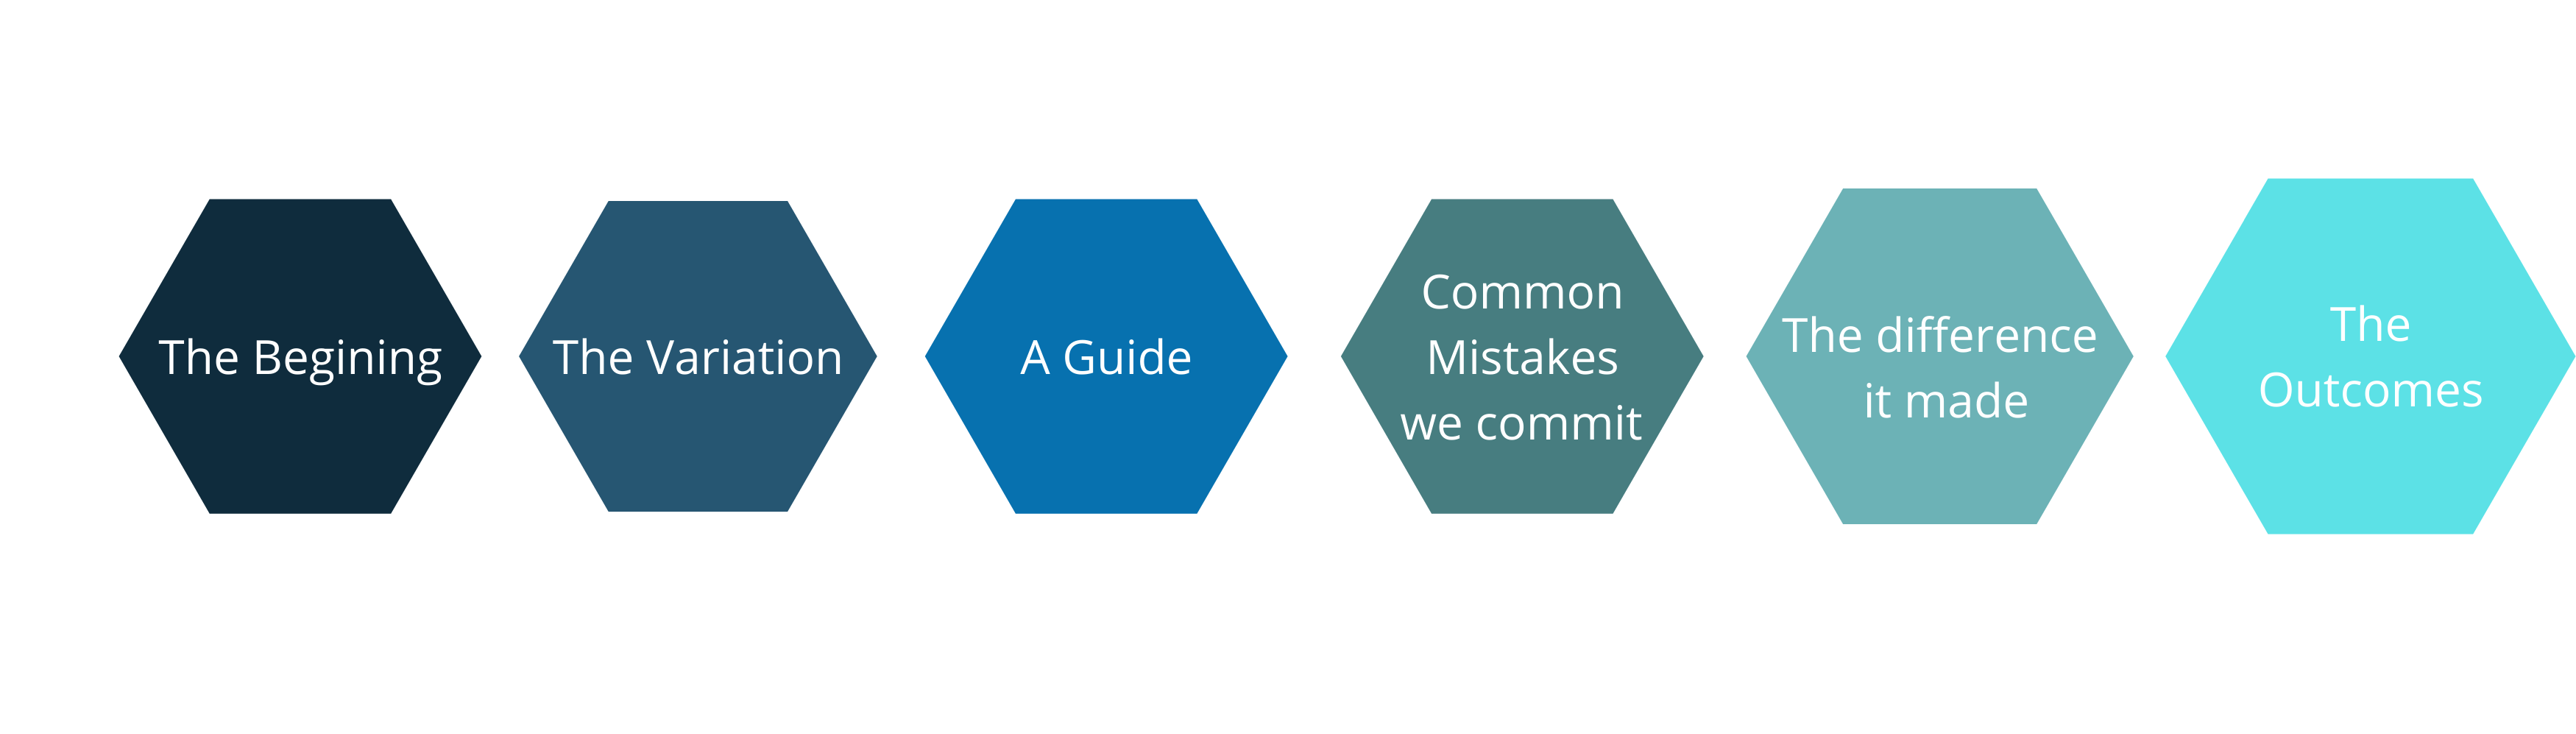 The Begining
The Variation
A Guide
Common
Mistakes
we commit
The difference
it made
The
Outcomes